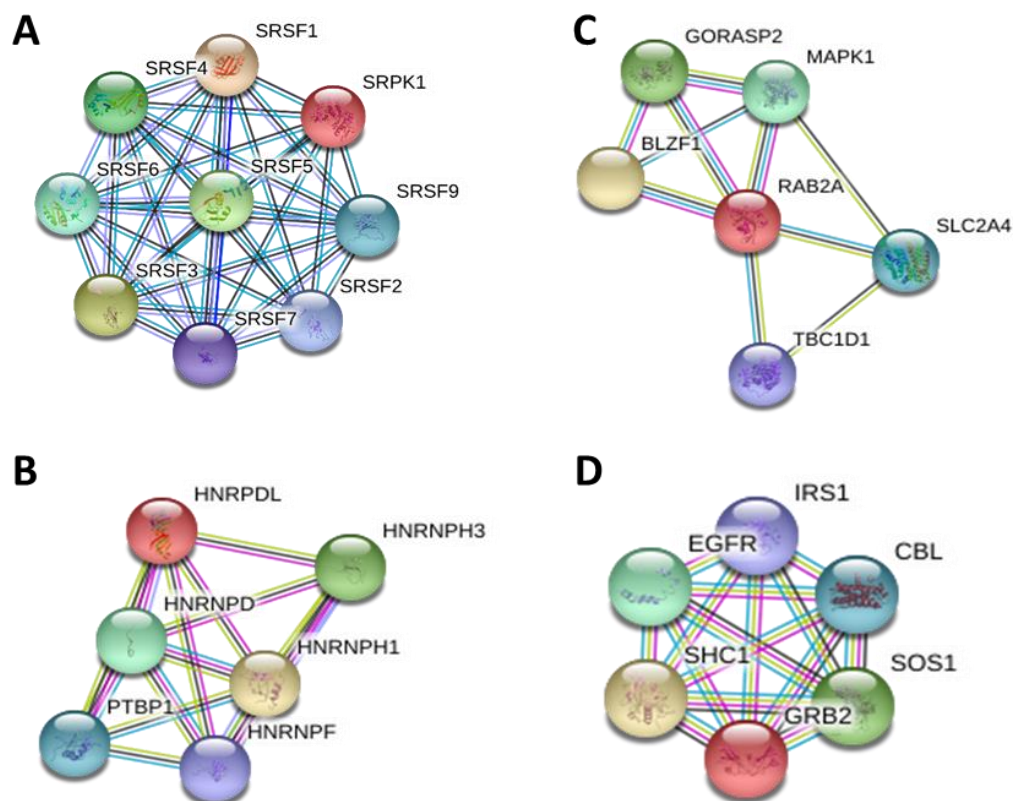 A
SRSF1
SRSF4
SRPK1
SRSF6
SRSF5
SRSF9
SRSF3
SRSF2
SRSF7
C
GORASP2
MAPK1
BLZF1
RAB2A
SLC2A4
TBC1D1
B
HNRPDL
HNRNPH3
HNRNPD
HNRNPH1
PTBP1
HNRNPF
D
IRS1
EGFR
CBL
SHC1
SOS1
GRB2